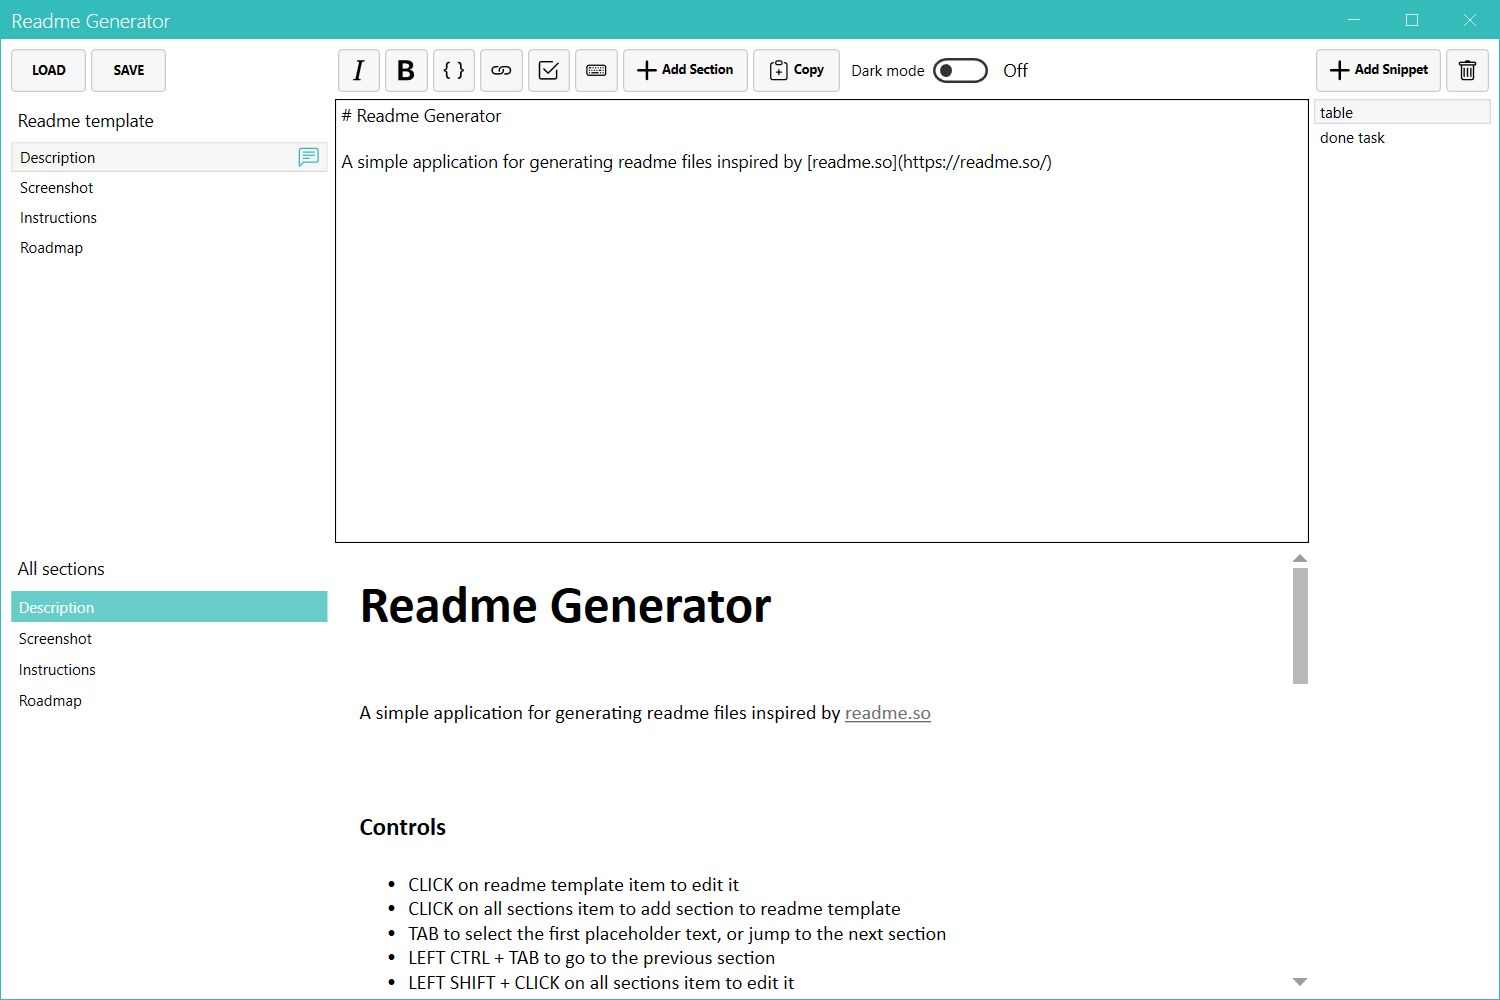 Readme Generator
LOAD
SAVE
I
B
{ }
Add Section
Copy
Dark mode
Off
Add Snippet
Readme template
Description
Screenshot
Instructions
Roadmap
# Readme Generator
A simple application for generating readme files inspired by [readme.so](https://readme.so/)
table
done task
All sections
Description
Screenshot
Instructions
Roadmap
Readme Generator
A simple application for generating readme files inspired by readme.so
Controls
• CLICK on readme template item to edit it
• CLICK on all sections item to add section to readme template
• TAB to select the first placeholder text, or jump to the next section
• LEFT CTRL + TAB to go to the previous section
• LEFT SHIFT + CLICK on all sections item to edit it